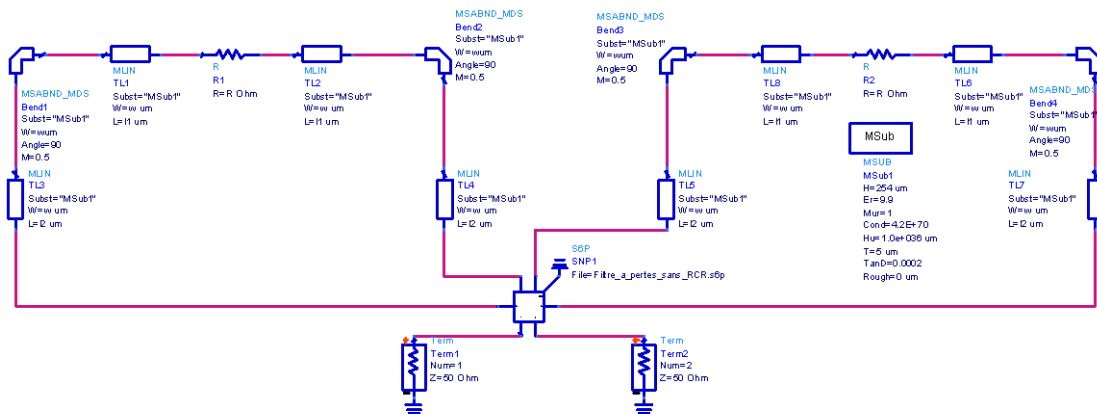 MSABND_MDS
Bend2
Subst="MSub1"
W=wum
Angle=90
M=0.5
MSABND_MDS
Bend3
Subst="MSub1"
W=wum
Angle=90
M=0.5
MLIN
TL1
Subst="MSub1"
W=w um
L=l1 um
R
R1
R=R Ohm
MLIN
TL2
Subst="MSub1"
W=w um
L=l1 um
MLIN
TL8
Subst="MSub1"
W=w um
L=l1 um
R
R2
R=R Ohm
MLIN
TL6
Subst="MSub1"
W=w um
L=l1 um
MSABND_MDS
Bend1
Subst="MSub1"
W=wum
Angle=90
M=0.5
MSABND_MDS
Bend4
Subst="MSub1"
W=wum
Angle=90
M=0.5
MLIN
TL3
Subst="MSub1"
W=w um
L=l2 um
MLIN
TL4
Subst="MSub1"
W=w um
L=l2 um
MLIN
TL5
Subst="MSub1"
W=w um
L=l2 um
MSub
MSUB
MSub1
H=254 um
Er=9.9
Mur=1
Cond=4.2E+70
Hu=1.0e+036 um
T=5 um
TanD=0.0002
Rough=0 um
MLIN
TL7
Subst="MSub1"
W=w um
L=l2 um
S6P
SNP1
File=Filtre_a_pertes_sans_RCR.s6p
Term
Term1
Num=1
Z=50 Ohm
Term
Term2
Num=2
Z=50 Ohm